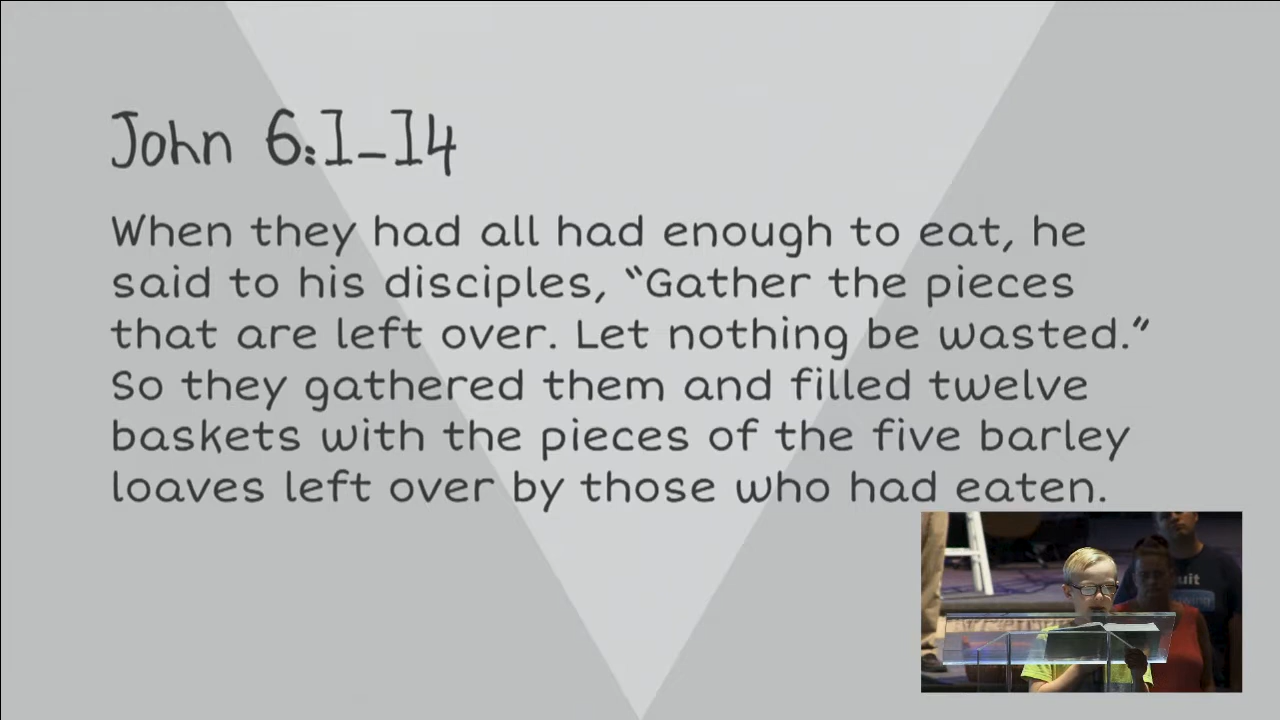 John 6:1-14
When they had all had enough to eat, he
said to his disciples, “Gather the pieces
that are left over. Let nothing be wasted.”
So they gathered them and filled twelve
baskets with the pieces of the five barley
loaves left over by those who had eaten.
uit